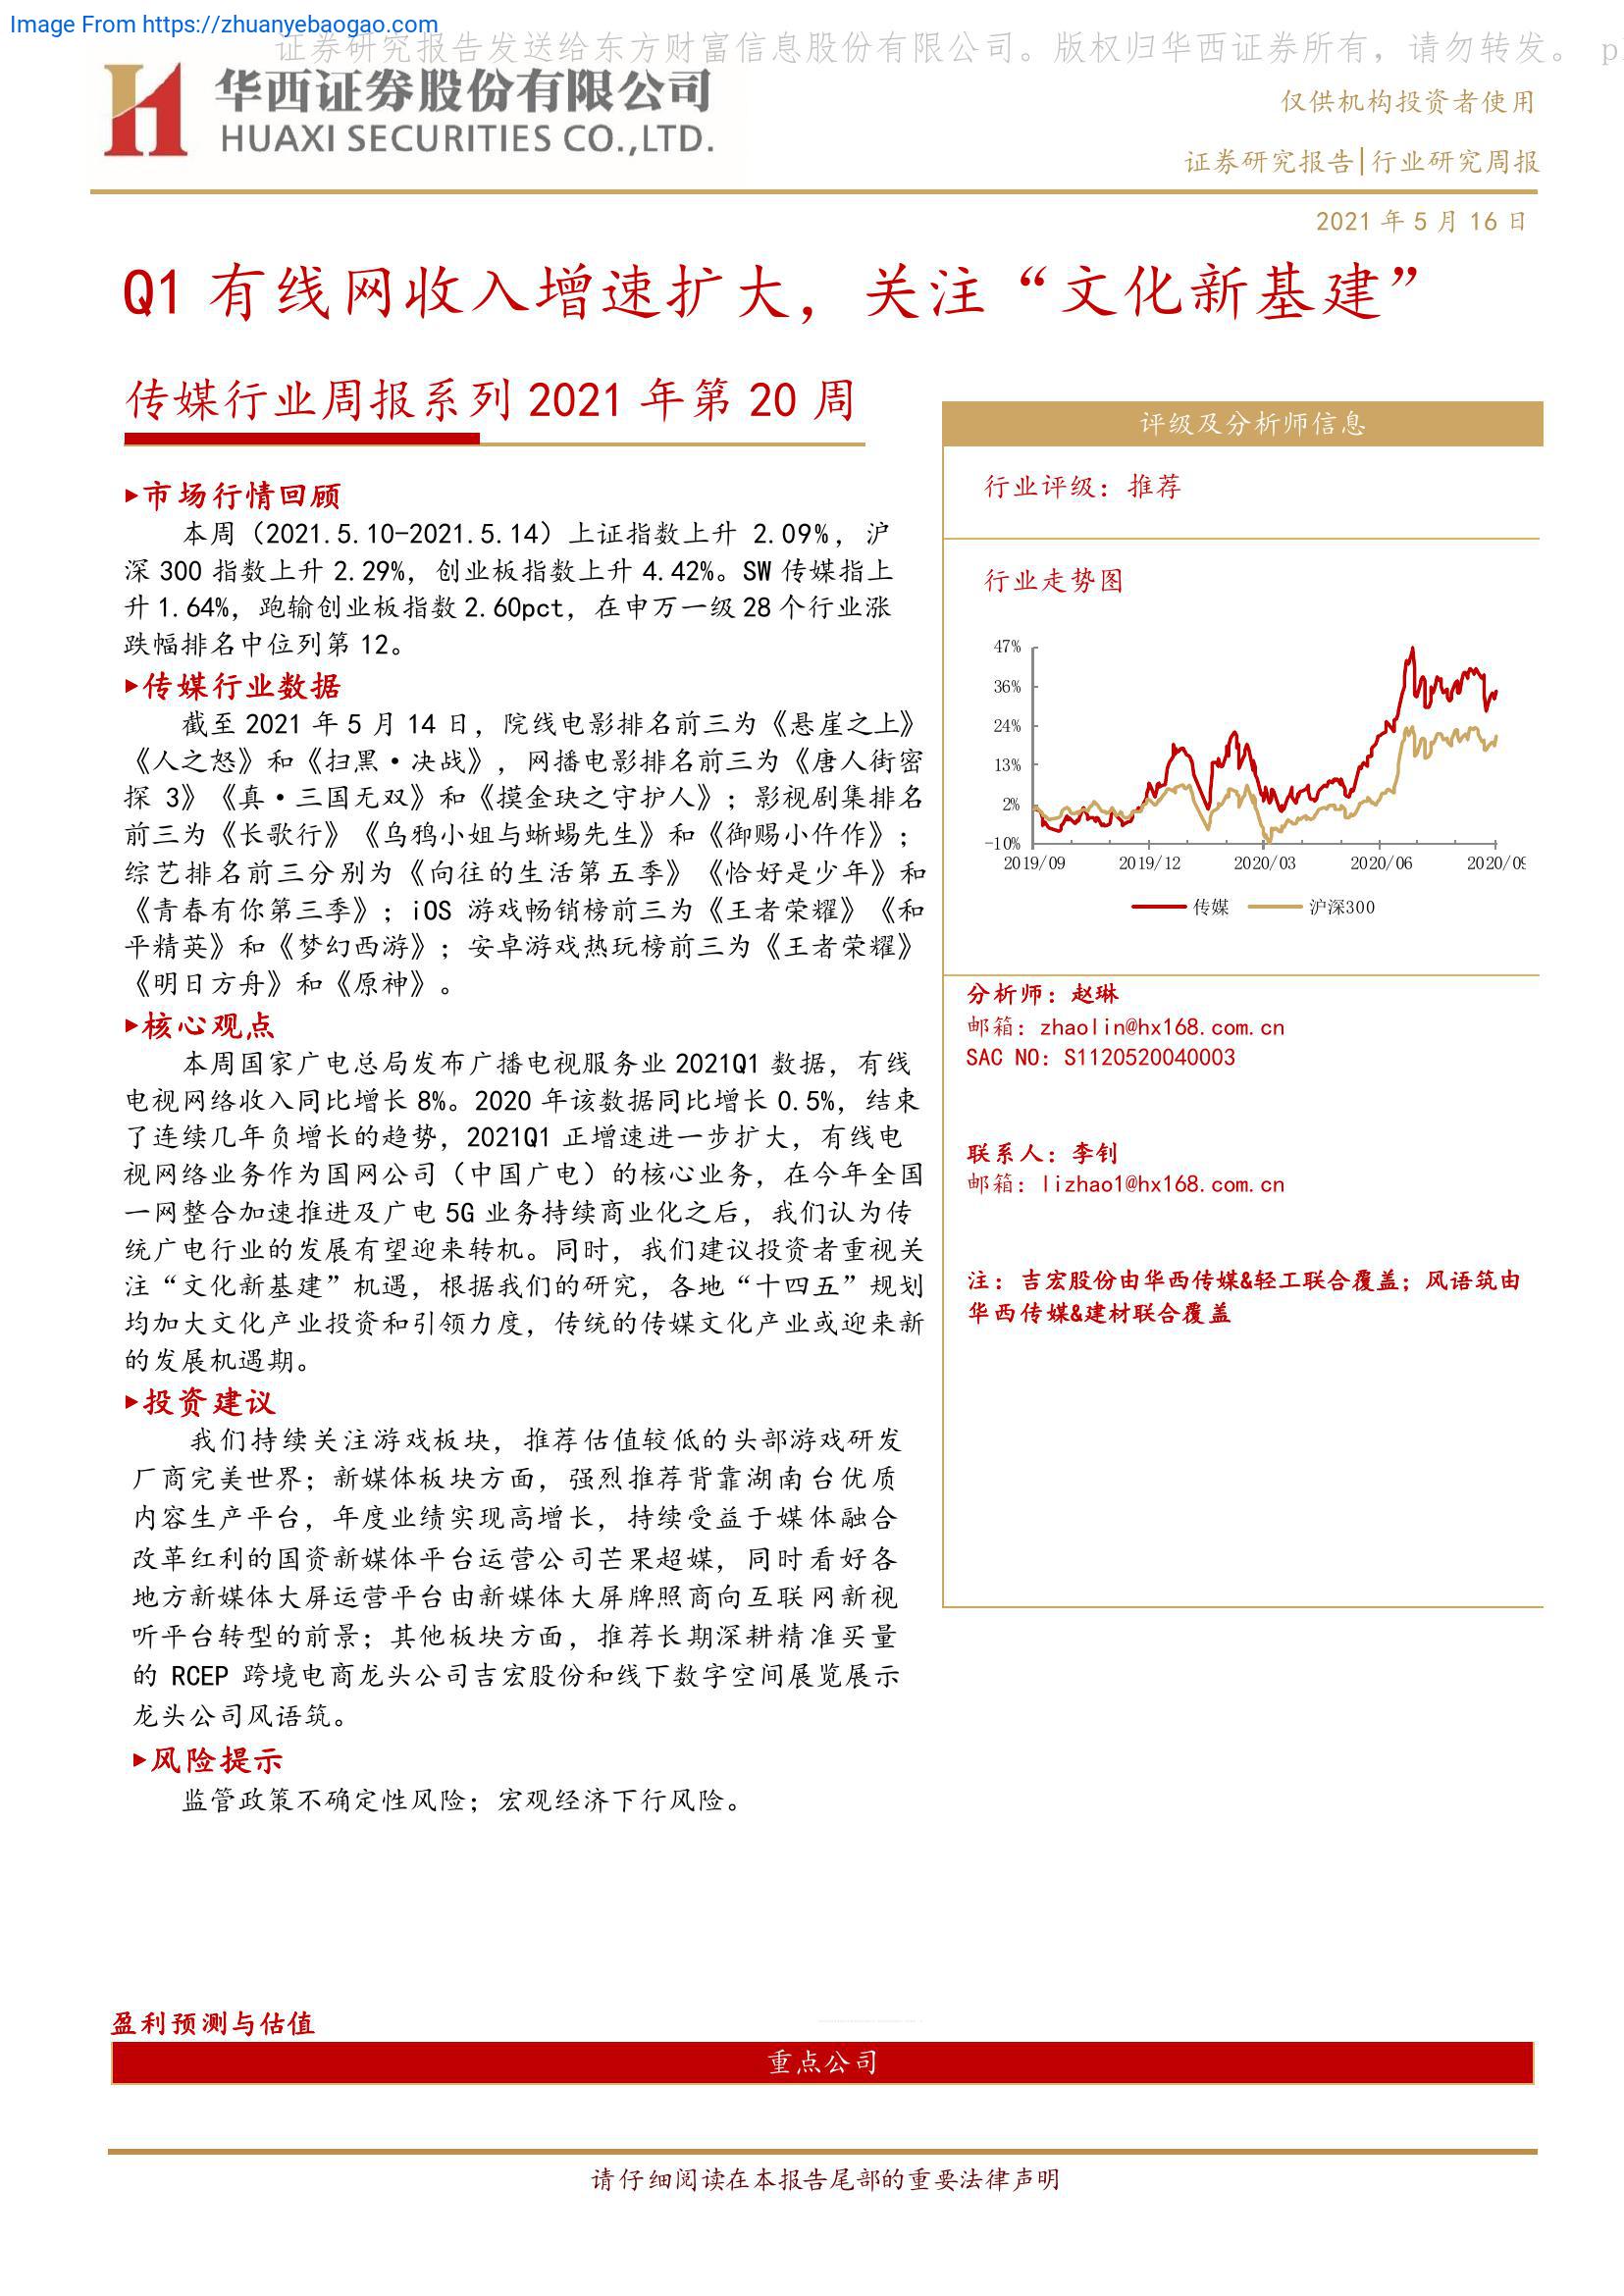 Image From https://zhuanyebaogao.com
证券研究报告发送给东方财富信息股份有限公司。版权归华西证券所有，请勿转发。 p
华西证券股份有限公司
HUAXI SECURITIES CO.,LTD.
仅供机构投资者使用
证券研究报告|行业研究周报
2021 年 5 月 16 日
Q1 有线网收入增速扩大，关注“文化新基建”
传媒行业周报系列 2021 年第 20 周
▸市场行情回顾
本周（2021.5.10-2021.5.14）上证指数上升 2.09%，沪
深 300 指数上升 2.29%，创业板指数上升 4.42%。SW 传媒指上
升 1.64%，跑输创业板指数 2.60pct，在申万一级 28 个行业涨
跌幅排名中位列第 12。
▸传媒行业数据
截至 2021 年 5 月 14 日，院线电影排名前三为《悬崖之上》
《人之怒》和《扫黑·决战》，网播电影排名前三为《唐人街密
探 3》《真·三国无双》和《摸金玦之守护人》；影视剧集排名
前三为《长歌行》《乌鸦小姐与蜥蜴先生》和《御赐小仵作》；
综艺排名前三分别为《向往的生活第五季》《恰好是少年》和
《青春有你第三季》；iOS 游戏畅销榜前三为《王者荣耀》《和
平精英》和《梦幻西游》；安卓游戏热玩榜前三为《王者荣耀》
《明日方舟》和《原神》。
▸核心观点
本周国家广电总局发布广播电视服务业 2021Q1 数据，有线
电视网络收入同比增长 8%。2020 年该数据同比增长 0.5%，结束
了连续几年负增长的趋势，2021Q1 正增速进一步扩大，有线电
视网络业务作为国网公司（中国广电）的核心业务，在今年全国
一网整合加速推进及广电 5G 业务持续商业化之后，我们认为传
统广电行业的发展有望迎来转机。同时，我们建议投资者重视关
注“文化新基建”机遇，根据我们的研究，各地“十四五”规划
均加大文化产业投资和引领力度，传统的传媒文化产业或迎来新
的发展机遇期。
▸投资建议
我们持续关注游戏板块，推荐估值较低的头部游戏研发
厂商完美世界；新媒体板块方面，强烈推荐背靠湖南台优质
内容生产平台，年度业绩实现高增长，持续受益于媒体融合
改革红利的国资新媒体平台运营公司芒果超媒，同时看好各
地方新媒体大屏运营平台由新媒体大屏牌照商向互联网新视
听平台转型的前景；其他板块方面，推荐长期深耕精准买量
的 RCEP 跨境电商龙头公司吉宏股份和线下数字空间展览展示
龙头公司风语筑。
▸风险提示
监管政策不确定性风险；宏观经济下行风险。
评级及分析师信息
行业评级：推荐
行业走势图
47%
36%
24%
13%
2%
-10%
2019/09 2019/12 2020/03 2020/06 2020/09
传媒 沪深300
分析师：赵琳
邮箱：zhaolin@hx168.com.cn
SAC NO：S1120520040003
联系人：李钊
邮箱：lizhao1@hx168.com.cn
注：吉宏股份由华西传媒&轻工联合覆盖；风语筑由
华西传媒&建材联合覆盖
盈利预测与估值
重点公司
请仔细阅读在本报告尾部的重要法律声明